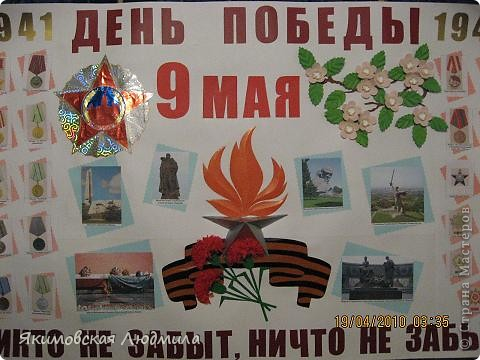 1941 ДЕНЬ ПОБЕДЫ 194
9 МАЯ
19/04/2010 03:35
НИКТО НЕ ЗАБЫТ, НИЧТО НЕ ЗАБЫ
Якимовская Людмила
© Страна Мастеров